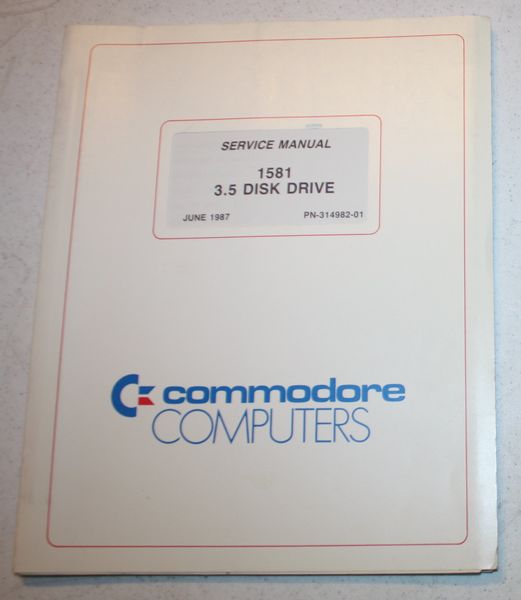 SERVICE MANUAL
1581
3.5 DISK DRIVE
JUNE 1987 PN-314982-01
commodore
COMPUTERS